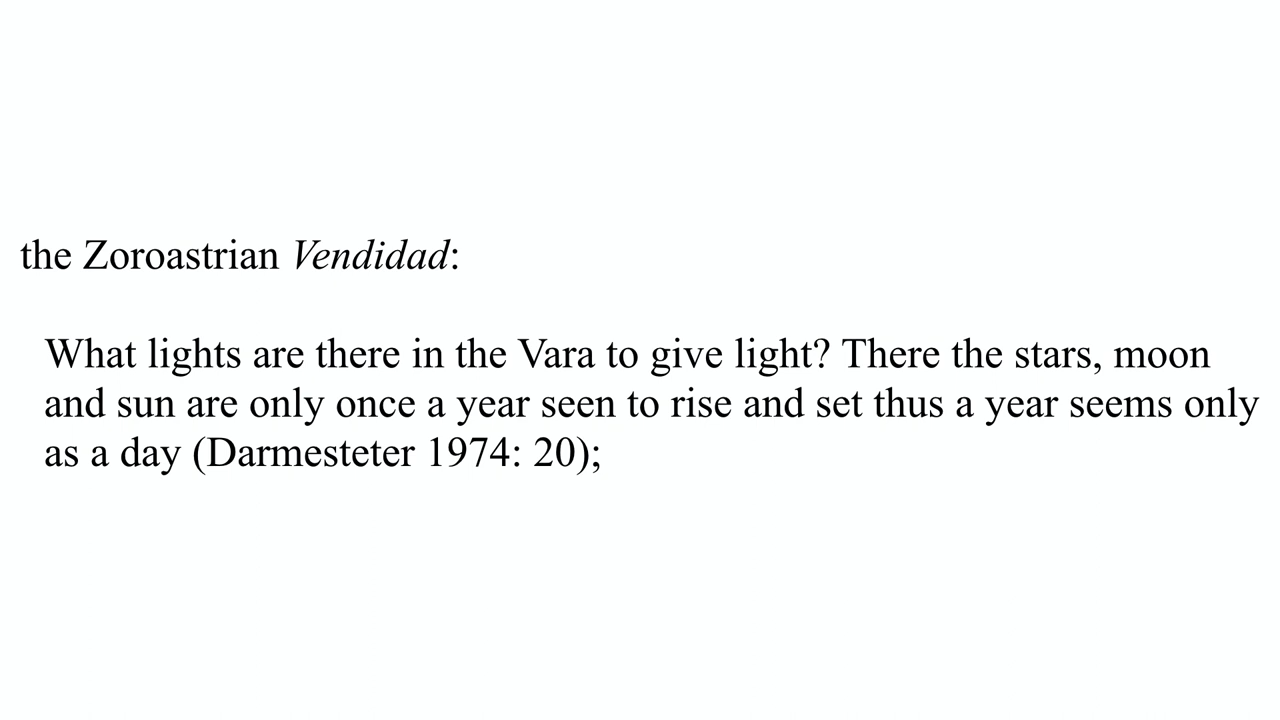 the Zoroastrian Vendidad:
What lights are there in the Vara to give light? There the stars, moon
and sun are only once a year seen to rise and set thus a year seems only
as a day (Darmesteter 1974: 20);